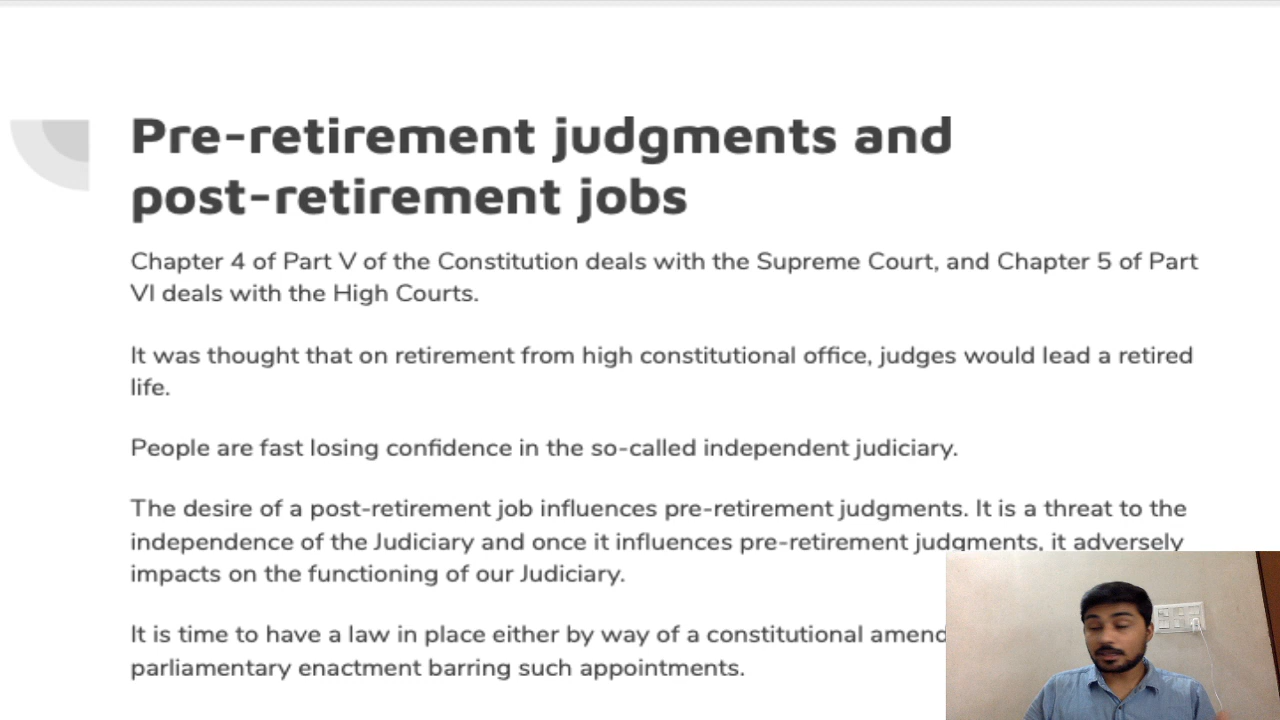 Pre-retirement judgments and
post-retirement jobs
Chapter 4 of Part V of the Constitution deals with the Supreme Court, and Chapter 5 of Part
VI deals with the High Courts.
It was thought that on retirement from high constitutional office, judges would lead a retired
life.
People are fast losing confidence in the so-called independent judiciary.
The desire of a post-retirement job influences pre-retirement judgments. It is a threat to the
independence of the Judiciary and once it influences pre-retirement judgments, it adversely
impacts on the functioning of our Judiciary.
It is time to have a law in place either by way of a constitutional amend
parliamentary enactment barring such appointments.